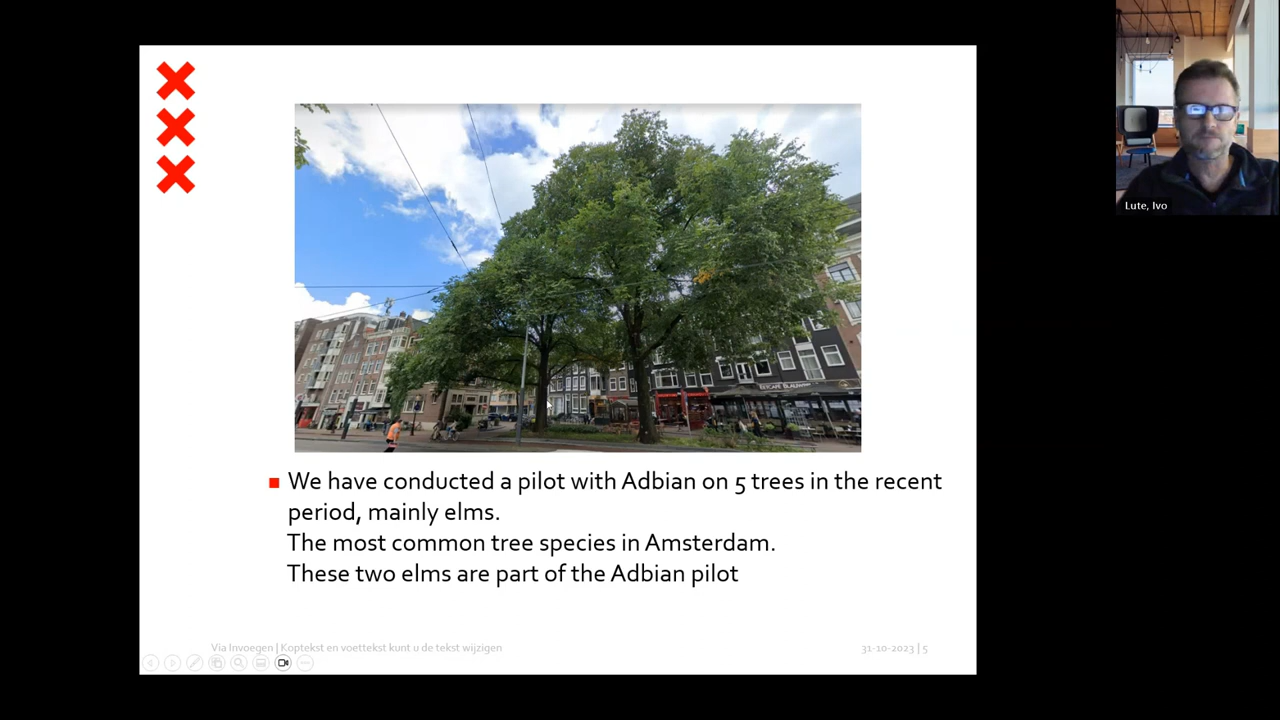 We have conducted a pilot with Adbian on 5 trees in the recent
period, mainly elms.
The most common tree species in Amsterdam.
These two elms are part of the Adbian pilot
Via Invoegen | Koptekst en voettekst kunt u de tekst wijzigen
31-10-2023 | 5
Lute, Ivo